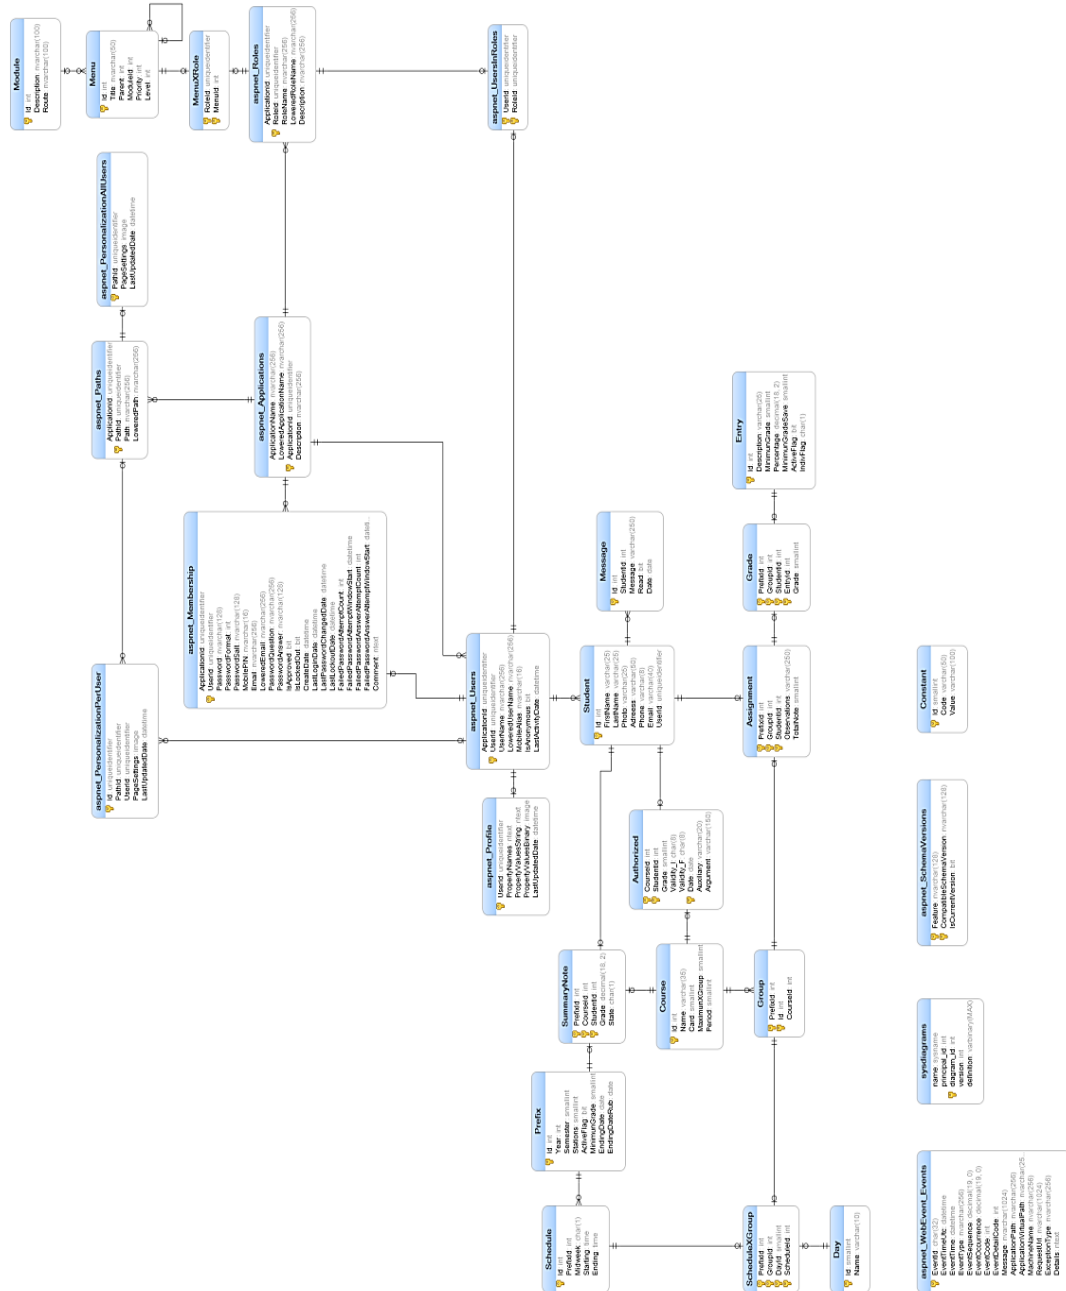 Module
Id int
Description nvarchar(100)
Route nvarchar(100)
Menu
Id int
Title nvarchar(50)
Parent int
ModuleId int
Priority int
Level int
MenuXRole
RoleId uniqueidentifier
MenuId int
aspnet_Roles
ApplicationId uniqueidentifier
RoleId uniqueidentifier
RoleName nvarchar(256)
LoweredRoleName nvarchar(256)
Description nvarchar(256)
aspnet_UsersInRoles
UserId uniqueidentifier
RoleId uniqueidentifier
aspnet_PersonalizationAllUsers
PathId uniqueidentifier
PageSettings image
LastUpdatedDate datetime
aspnet_Paths
ApplicationId uniqueidentifier
PathId uniqueidentifier
Path nvarchar(256)
LoweredPath nvarchar(256)
aspnet_Applications
ApplicationName nvarchar(256)
LoweredApplicationName nvarchar(256)
ApplicationId uniqueidentifier
Description nvarchar(256)
Entry
Id int
Description varchar(25)
MinimunGrade smallint
Percentage decimal(18, 2)
MinimunGradeSave smallint
ActiveFlag bit
IndivFlag char(1)
aspnet_Membership
ApplicationId uniqueidentifier
UserId uniqueidentifier
Password nvarchar(128)
PasswordFormat int
PasswordSalt nvarchar(128)
MobilePIN nvarchar(16)
Email nvarchar(256)
LoweredEmail nvarchar(256)
PasswordQuestion nvarchar(256)
PasswordAnswer nvarchar(128)
IsApproved bit
IsLockedOut bit
CreateDate datetime
LastLoginDate datetime
LastPasswordChangedDate datetime
LastLockoutDate datetime
FailedPasswordAttemptCount int
FailedPasswordAttemptWindowStart datetime
FailedPasswordAnswerAttemptCount int
FailedPasswordAnswerAttemptWindowStart dateti...
Comment ntext
Message
Id int
StudentId int
Message varchar(250)
Read bit
Date date
Grade
PrefixId int
GroupId int
StudentId int
EntryId int
Grade smallint
aspnet_PersonalizationPerUser
Id uniqueidentifier
PathId uniqueidentifier
UserId uniqueidentifier
PageSettings image
LastUpdatedDate datetime
aspnet_Users
ApplicationId uniqueidentifier
UserId uniqueidentifier
UserName nvarchar(256)
LoweredUserName nvarchar(256)
MobileAlias nvarchar(16)
IsAnonymous bit
LastActivityDate datetime
Student
Id int
FirstName varchar(25)
LastName varchar(25)
Photo varchar(25)
Adresss varchar(50)
Phone varchar(8)
Email varchar(40)
UserId uniqueidentifier
Assignment
PrefixId int
GroupId int
StudentId int
Observations varchar(200)
TotalNote smallint
Constant
Id smallint
Code varchar(50)
Value varchar(100)
aspnet_Profile
UserId uniqueidentifier
PropertyNames ntext
PropertyValuesString ntext
PropertyValuesBinary image
LastUpdatedDate datetime
Authorized
CourseId int
StudentId int
Grade smallint
Validity_I char(6)
Validity_F char(6)
Date date
Auxiliary varchar(20)
Argument varchar(160)
aspnet_SchemaVersions
Feature nvarchar(128)
CompatibleSchemaVersion nvarchar(128)
IsCurrentVersion bit
SummaryNote
PrefixId int
CourseId int
StudentId int
Grade decimal(18, 2)
State char(1)
Course
Id int
Name varchar(35)
Card smallint
MaximunXGroup smallint
Period smallint
Group
PrefixId int
Id int
CourseId int
sysdiagrams
name sysname
principal_id int
diagram_id int
version int
definition varbinary(MAX)
Prefix
Id int
Year int
Semester smallint
Stations smallint
ActiveFlag bit
MinimunGrade smallint
EndingDate date
EndingDateRub date
Schedule
Id int
PrefixId int
Midweek char(1)
Starting time
Ending time
ScheduleXGroup
PrefixId int
GroupId int
DayId smallint
ScheduleId int
Day
Id smallint
Name varchar(10)
aspnet_WebEvent_Events
EventId char(32)
EventTimeUtc datetime
EventTime datetime
EventType nvarchar(256)
EventSequence decimal(19, 0)
EventOccurrence decimal(19, 0)
EventCode int
EventDetailCode int
Message nvarchar(1024)
ApplicationPath nvarchar(256)
ApplicationVirtualPath nvarchar(25...
MachineName nvarchar(256)
RequestUrl nvarchar(1024)
ExceptionType nvarchar(256)
Details ntext